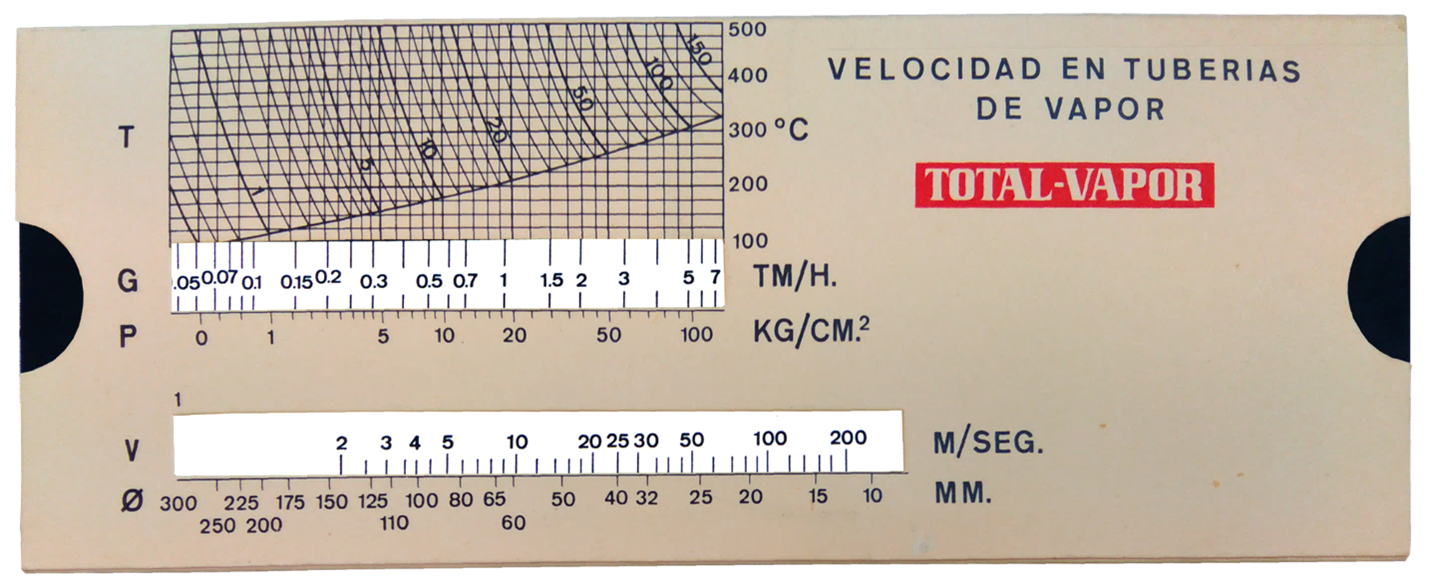 VELOCIDAD EN TUBERIAS
DE VAPOR
TOTAL-VAPOR
500
400
T 300 °C
200
100
1 5 10 20 50 100 150
G .05 0.07 0.1 0.15 0.2 0.3 0.5 0.7 1 1.5 2 3 5 7 TM/H.
P 0 1 5 10 20 50 100 KG/CM.²
1
V 2 3 4 5 10 20 25 30 50 100 200 M/SEG.
Ø 300 225 175 150 125 100 80 65 50 40 32 25 20 15 10 MM.
250 200 110 60